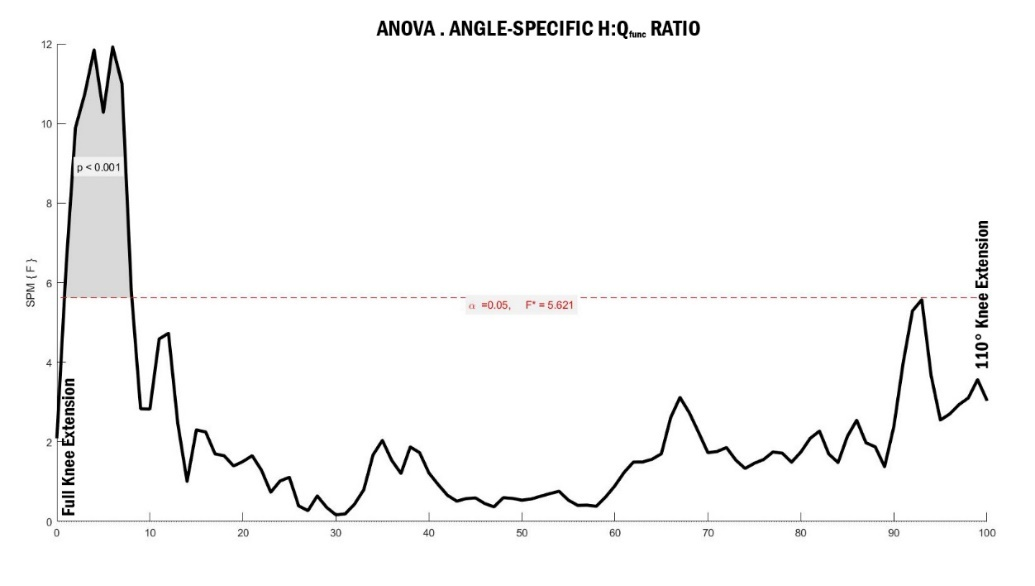 ANOVA . ANGLE-SPECIFIC H:Qfunc RATIO
12
10
8
6
4
2
0
SPM { F }
p < 0.001
α =0.05, F* = 5.621
Full Knee Extension
110° Knee Extension
0 10 20 30 40 50 60 70 80 90 100